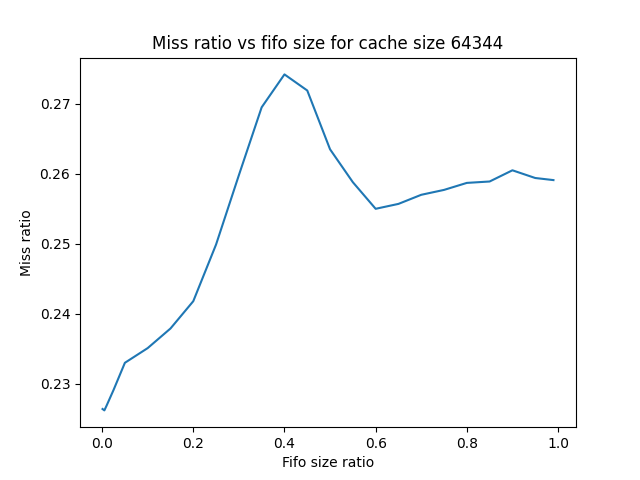 Miss ratio vs fifo size for cache size 64344
0.27
0.26
0.25
0.24
0.23
Miss ratio
0.0 0.2 0.4 0.6 0.8 1.0
Fifo size ratio